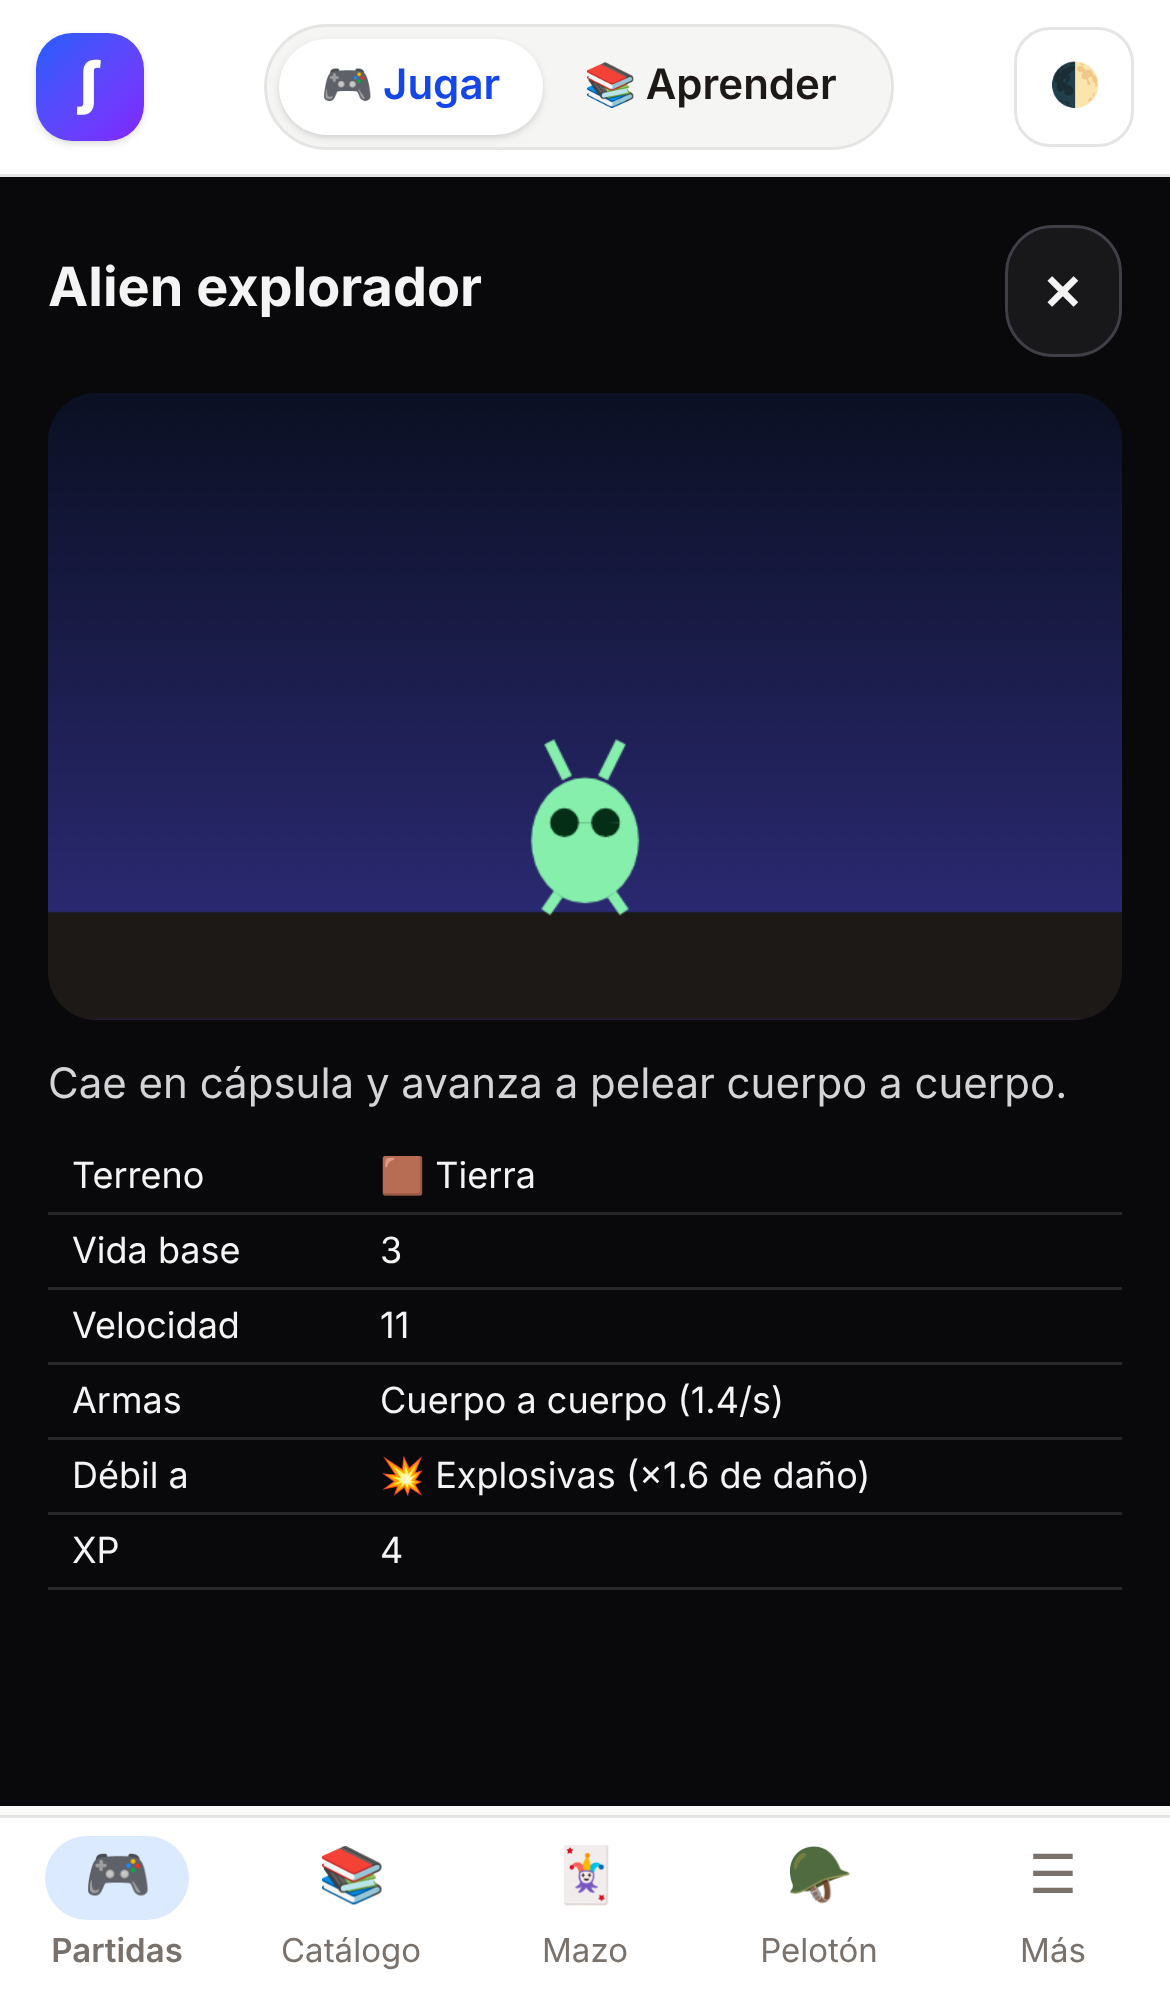 ∫
🎮 Jugar
📚 Aprender
🌓
Alien explorador
✕
Cae en cápsula y avanza a pelear cuerpo a cuerpo.
Terreno 🟫 Tierra
Vida base 3
Velocidad 11
Armas Cuerpo a cuerpo (1.4/s)
Débil a 💥 Explosivas (×1.6 de daño)
XP 4
🎮 📚 🃏 🪖 ☰
Partidas Catálogo Mazo Pelotón Más